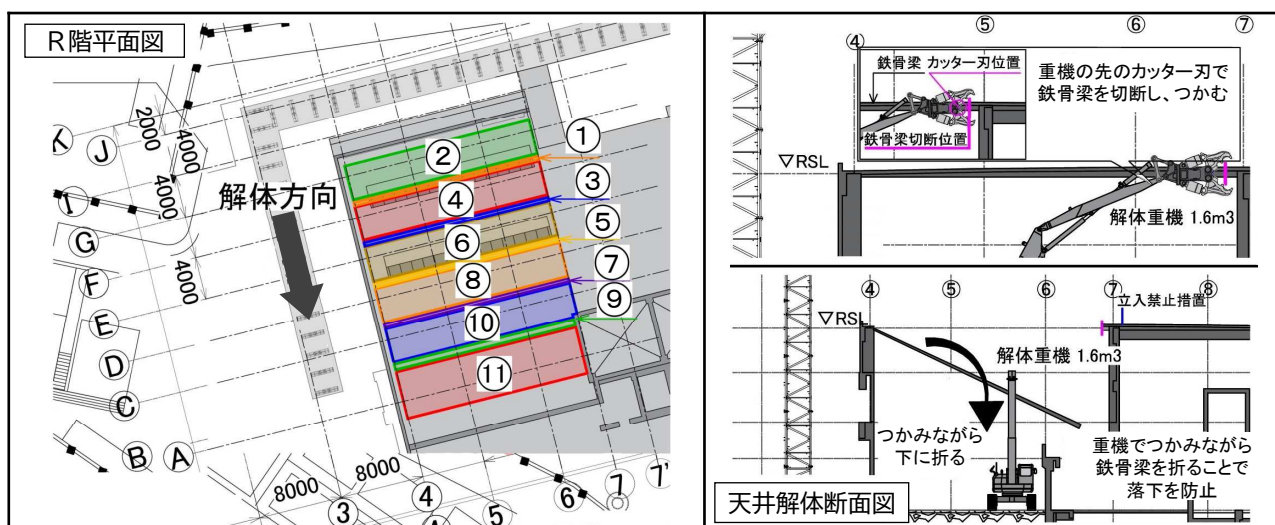 R階平面図
解体方向
①
②
③
④
⑤
⑥
⑦
⑧
⑨
⑩
⑪
K
J
I
G
F
E
D
C
B
A
2000
4000
4000
4000
8000
8000
3
4
5
6
7
7'
④
⑤
⑥
⑦
鉄骨梁 カッター刃位置
鉄骨梁切断位置
重機の先のカッター刃で
鉄骨梁を切断し、つかむ
▽RSL
解体重機 1.6m3
④
⑤
⑥
⑦
⑧
立入禁止措置
▽RSL
解体重機 1.6m3
つかみながら
下に折る
重機でつかみながら
鉄骨梁を折ることで
落下を防止
天井解体断面図